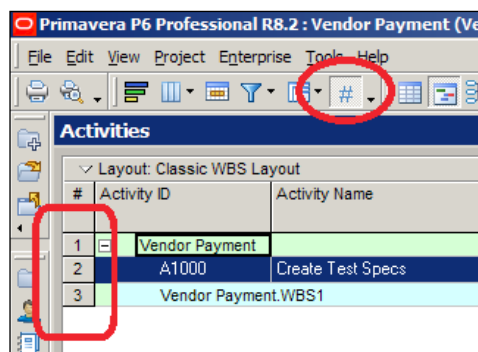 Primavera P6 Professional R8.2 : Vendor Payment (Ve
File Edit View Project Enterprise Tools Help
#
Activities
Layout: Classic WBS Layout
# Activity ID Activity Name
1 Vendor Payment
2 A1000 Create Test Specs
3 Vendor Payment.WBS1